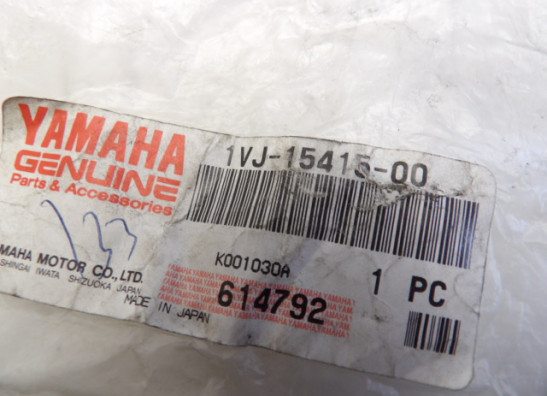 YAMAHA
GENUINE
Parts & Accessories
1VJ-15415-00
133
K001030A
1 PC
614792
AMAHA MOTOR CO., LTD.
SHINGAI IWATA SHIZUOKA JAPAN
MADE IN JAPAN